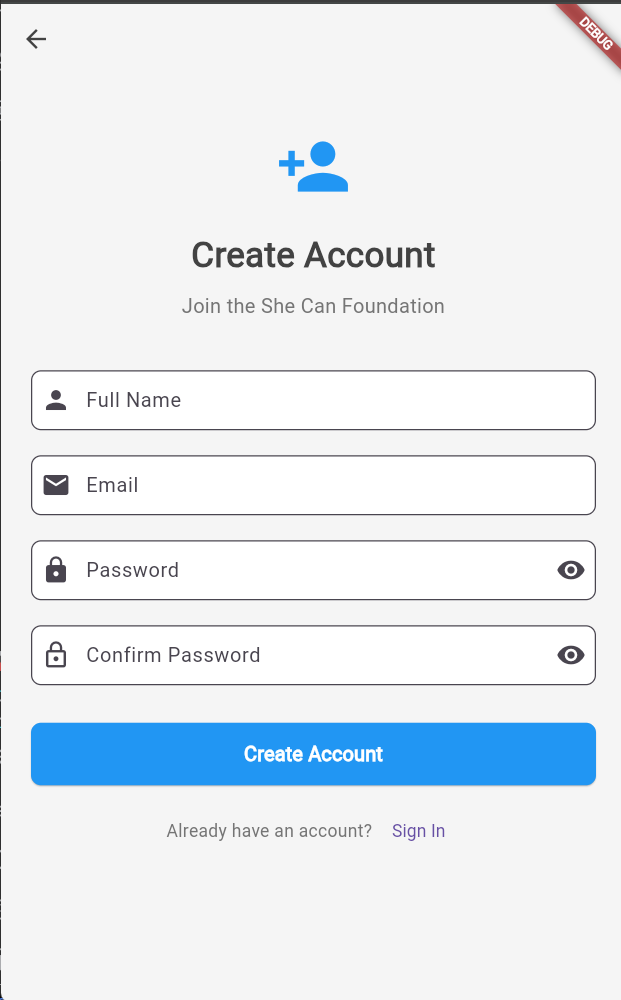 DEBUG
Create Account
Join the She Can Foundation
Full Name
Email
Password
Confirm Password
Create Account
Already have an account? Sign In